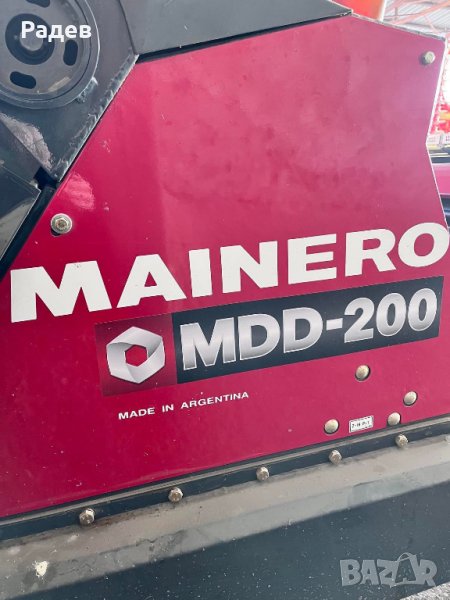 Радев
MAINERO
MDD-200
MADE IN ARGENTINA
BAZAR